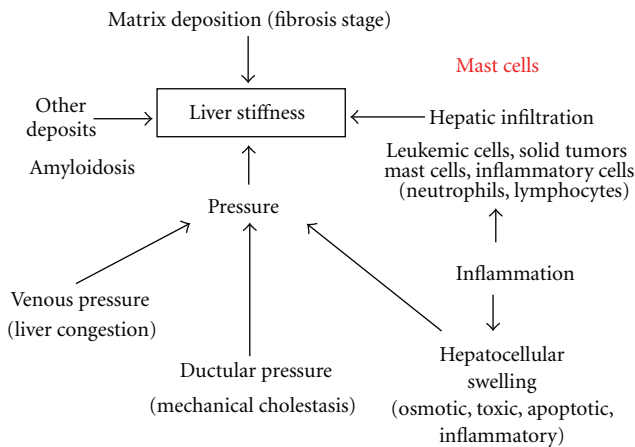 Matrix deposition (fibrosis stage)
Mast cells
Other
deposits
Liver stiffness
Hepatic infiltration
Amyloidosis
Leukemic cells, solid tumors
mast cells, inflammatory cells
(neutrophils, lymphocytes)
Pressure
Inflammation
Venous pressure
(liver congestion)
Ductular pressure
(mechanical cholestasis)
Hepatocellular
swelling
(osmotic, toxic, apoptotic,
inflammatory)